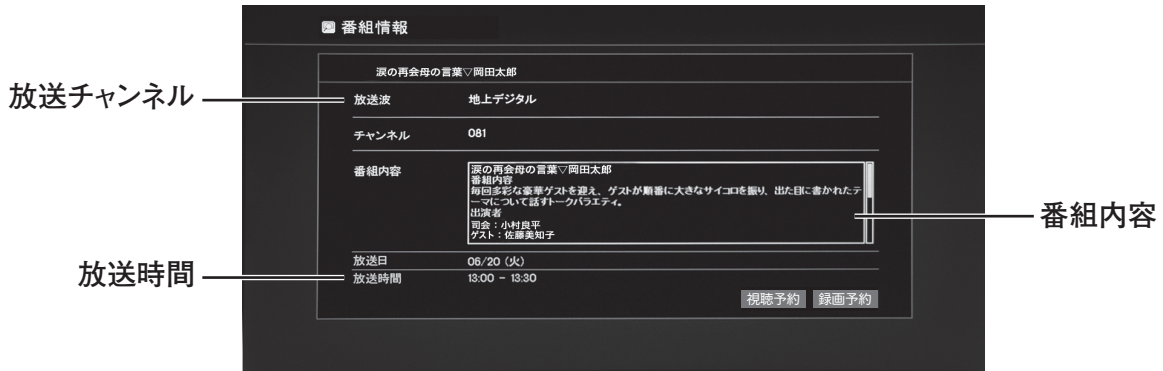 番組情報
涙の再会母の言葉▽岡田太郎
放送チャンネル
放送波 地上デジタル
チャンネル 081
番組内容
涙の再会母の言葉▽岡田太郎
番組内容
毎回多彩な豪華ゲストを迎え、ゲストが順番に大きなサイコロを振り、出た目に書かれたテ
ーマについて話すトークバラエティ。
出演者
司会：小村良平
ゲスト：佐藤美知子
番組内容
放送日 06/20（火）
放送時間
放送時間 13:00 － 13:30
視聴予約 録画予約